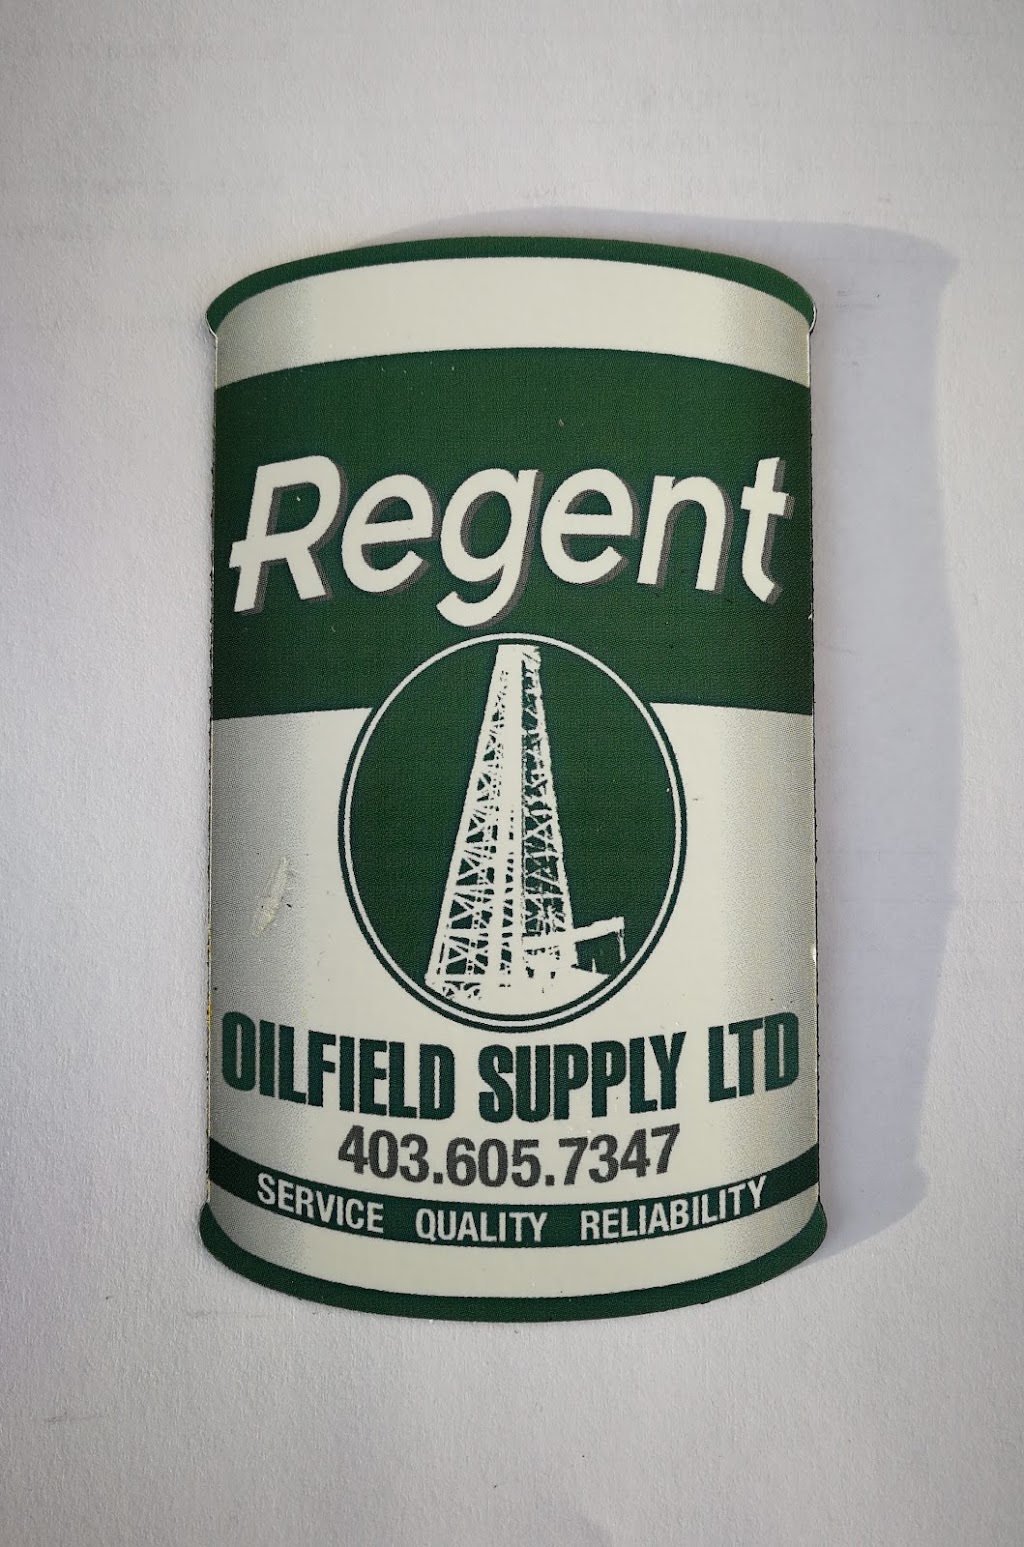 Regent
OILFIELD SUPPLY LTD
403.605.7347
SERVICE QUALITY RELIABILITY